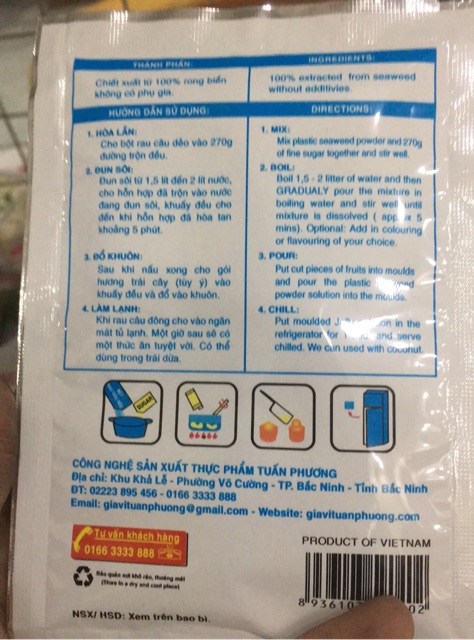 THÀNH PHẦN:
Chiết xuất từ 100% rong biển
không có phụ gia.
INGREDIENTS:
100% extracted from seaweed
without additivies.
HƯỚNG DẪN SỬ DỤNG:
1. HÒA LẪN:
Cho bột rau câu dẻo vào 270g
đường trộn đều.
2. ĐUN SÔI:
Đun sôi từ 1,5 lít đến 2 lít nước,
cho hỗn hợp đã trộn vào nước
đang đun sôi, khuấy đều cho
đến khi hỗn hợp đã hòa tan
khoảng 5 phút.
3. ĐỔ KHUÔN:
Sau khi nấu xong cho gói
hương trái cây (tùy ý) vào
khuấy đều và đổ vào khuôn.
4. LÀM LẠNH:
Khi rau câu đông cho vào ngăn
mát tủ lạnh. Một giờ sau sẽ có
một thức ăn tuyệt vời. Có thể
dùng trong trái dừa.
DIRECTIONS:
1. MIX:
Mix plastic seaweed powder and 270g
of fine sugar together and stir well.
2. BOIL:
Boil 1,5 - 2 litter of water and then
GRADUALY pour the mixture in
boiling water and stir well until
mixture is dissolved ( appox 5
mins). Optional: Add in colouring
or flavouring of your choice.
3. POUR:
Put cut pieces of fruits into moulds
and pour the plastic
powder solution into the moulds.
4. CHILL:
Put moulded in the
refrigerator for and serve
chilled. We can used with coconut.
SUGAR
CÔNG NGHỆ SẢN XUẤT THỰC PHẨM TUẤN PHƯƠNG
Địa chỉ: Khu Khả Lễ - Phường Võ Cường - TP. Bắc Ninh - Tỉnh Bắc Ninh
ĐT: 02223 895 456 - 0166 3333 888
Email: giavituanphuong@gmail.com - Website: giavituanphuong.com
Tư vấn khách hàng
0166 3333 888
Bảo quản nơi khô ráo, thoáng mát
(Store in a dry and cool place)
NSX/ HSD: Xem trên bao bì.
PRODUCT OF VIETNAM
8 93610 02